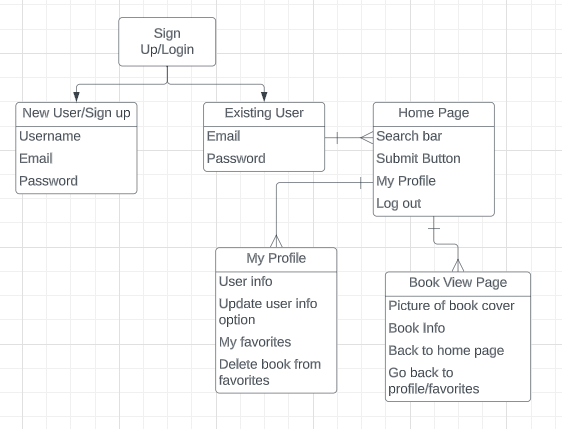 Sign
Up/Login
New User/Sign up
Username
Email
Password
Existing User
Email
Password
Home Page
Search bar
Submit Button
My Profile
Log out
My Profile
User info
Update user info
option
My favorites
Delete book from
favorites
Book View Page
Picture of book cover
Book Info
Back to home page
Go back to
profile/favorites